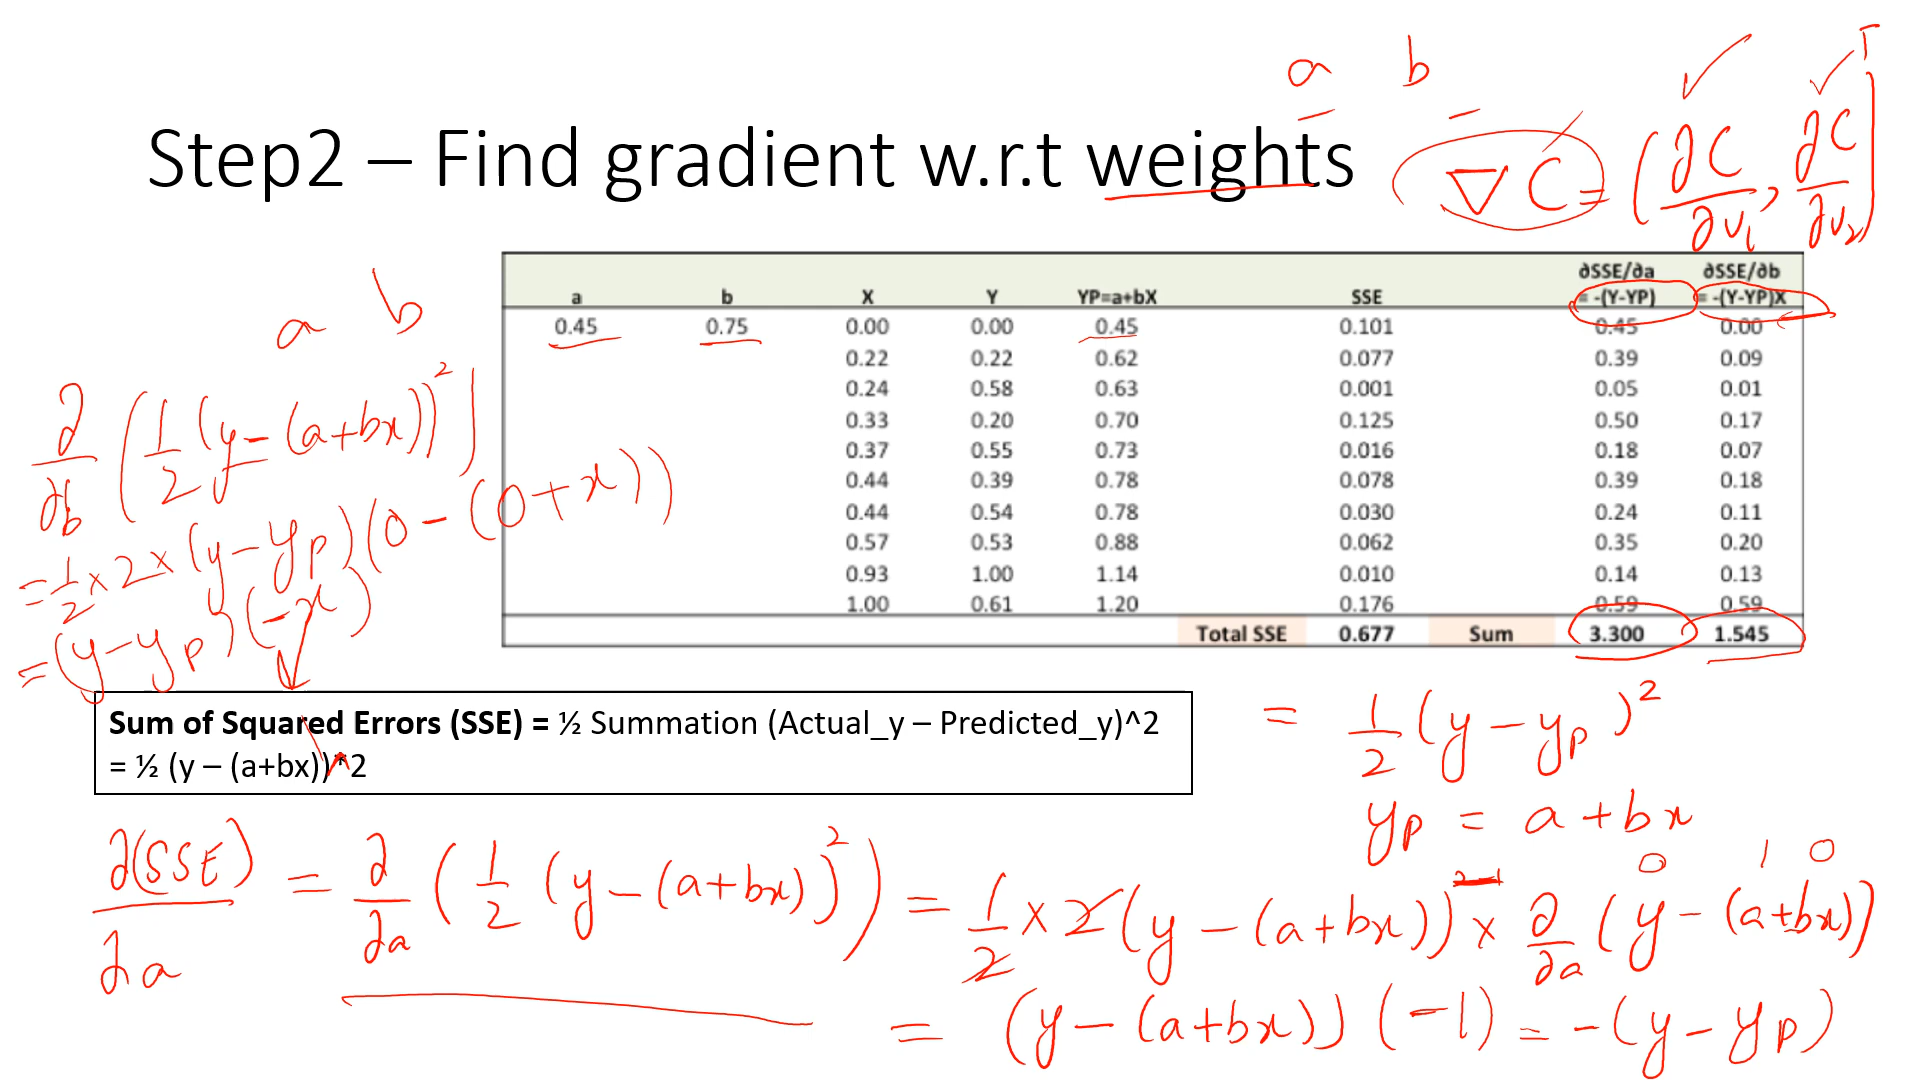 a b
Step2 – Find gradient w.r.t weights
∇C = (∂C/∂v₁, ∂C/∂v₂)ᵀ
∂SSE/∂a ∂SSE/∂b
a b X Y YP=a+bX SSE = -(Y-YP) = -(Y-YP)X
0.45 0.75 0.00 0.00 0.45 0.101 0.45 0.00
0.22 0.22 0.62 0.077 0.39 0.09
0.24 0.58 0.63 0.001 0.05 0.01
0.33 0.20 0.70 0.125 0.50 0.17
0.37 0.55 0.73 0.016 0.18 0.07
0.44 0.39 0.78 0.078 0.39 0.18
0.44 0.54 0.78 0.030 0.24 0.11
0.57 0.53 0.88 0.062 0.35 0.20
0.93 1.00 1.14 0.010 0.14 0.13
1.00 0.61 1.20 0.176 0.59 0.59
Total SSE 0.677 Sum 3.300 1.545
a b
∂/∂b (1/2 (y – (a+bx))²)
= 1/2 × 2 × (y – yp)(0 – (0+x))
= (y – yp)(–x)
Sum of Squared Errors (SSE) = ½ Summation (Actual_y – Predicted_y)^2
= ½ (y – (a+bx))^2
= 1/2 (y – yp)²
yp = a + bx
0 1 0
∂(SSE)/∂a = ∂/∂a (1/2 (y – (a+bx))²) = 1/2 × 2 (y – (a+bx))²⁻¹ × ∂/∂a (y – (a+bx))
= (y – (a+bx)) (–1) = –(y – yp)